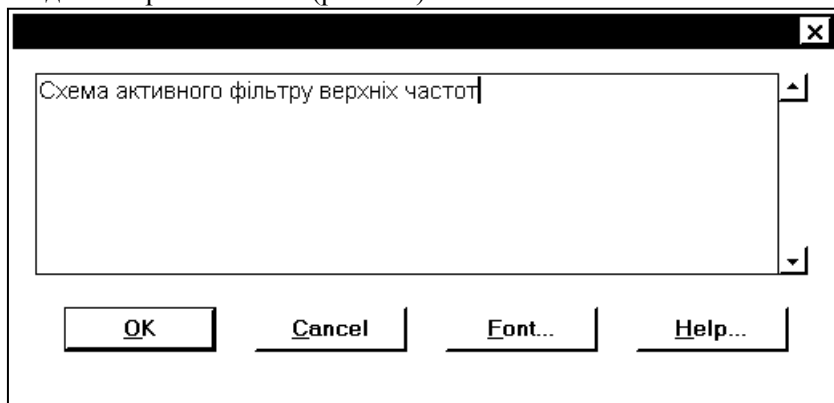 Схема активного фільтру верхніх частот
OK Cancel Font... Help...